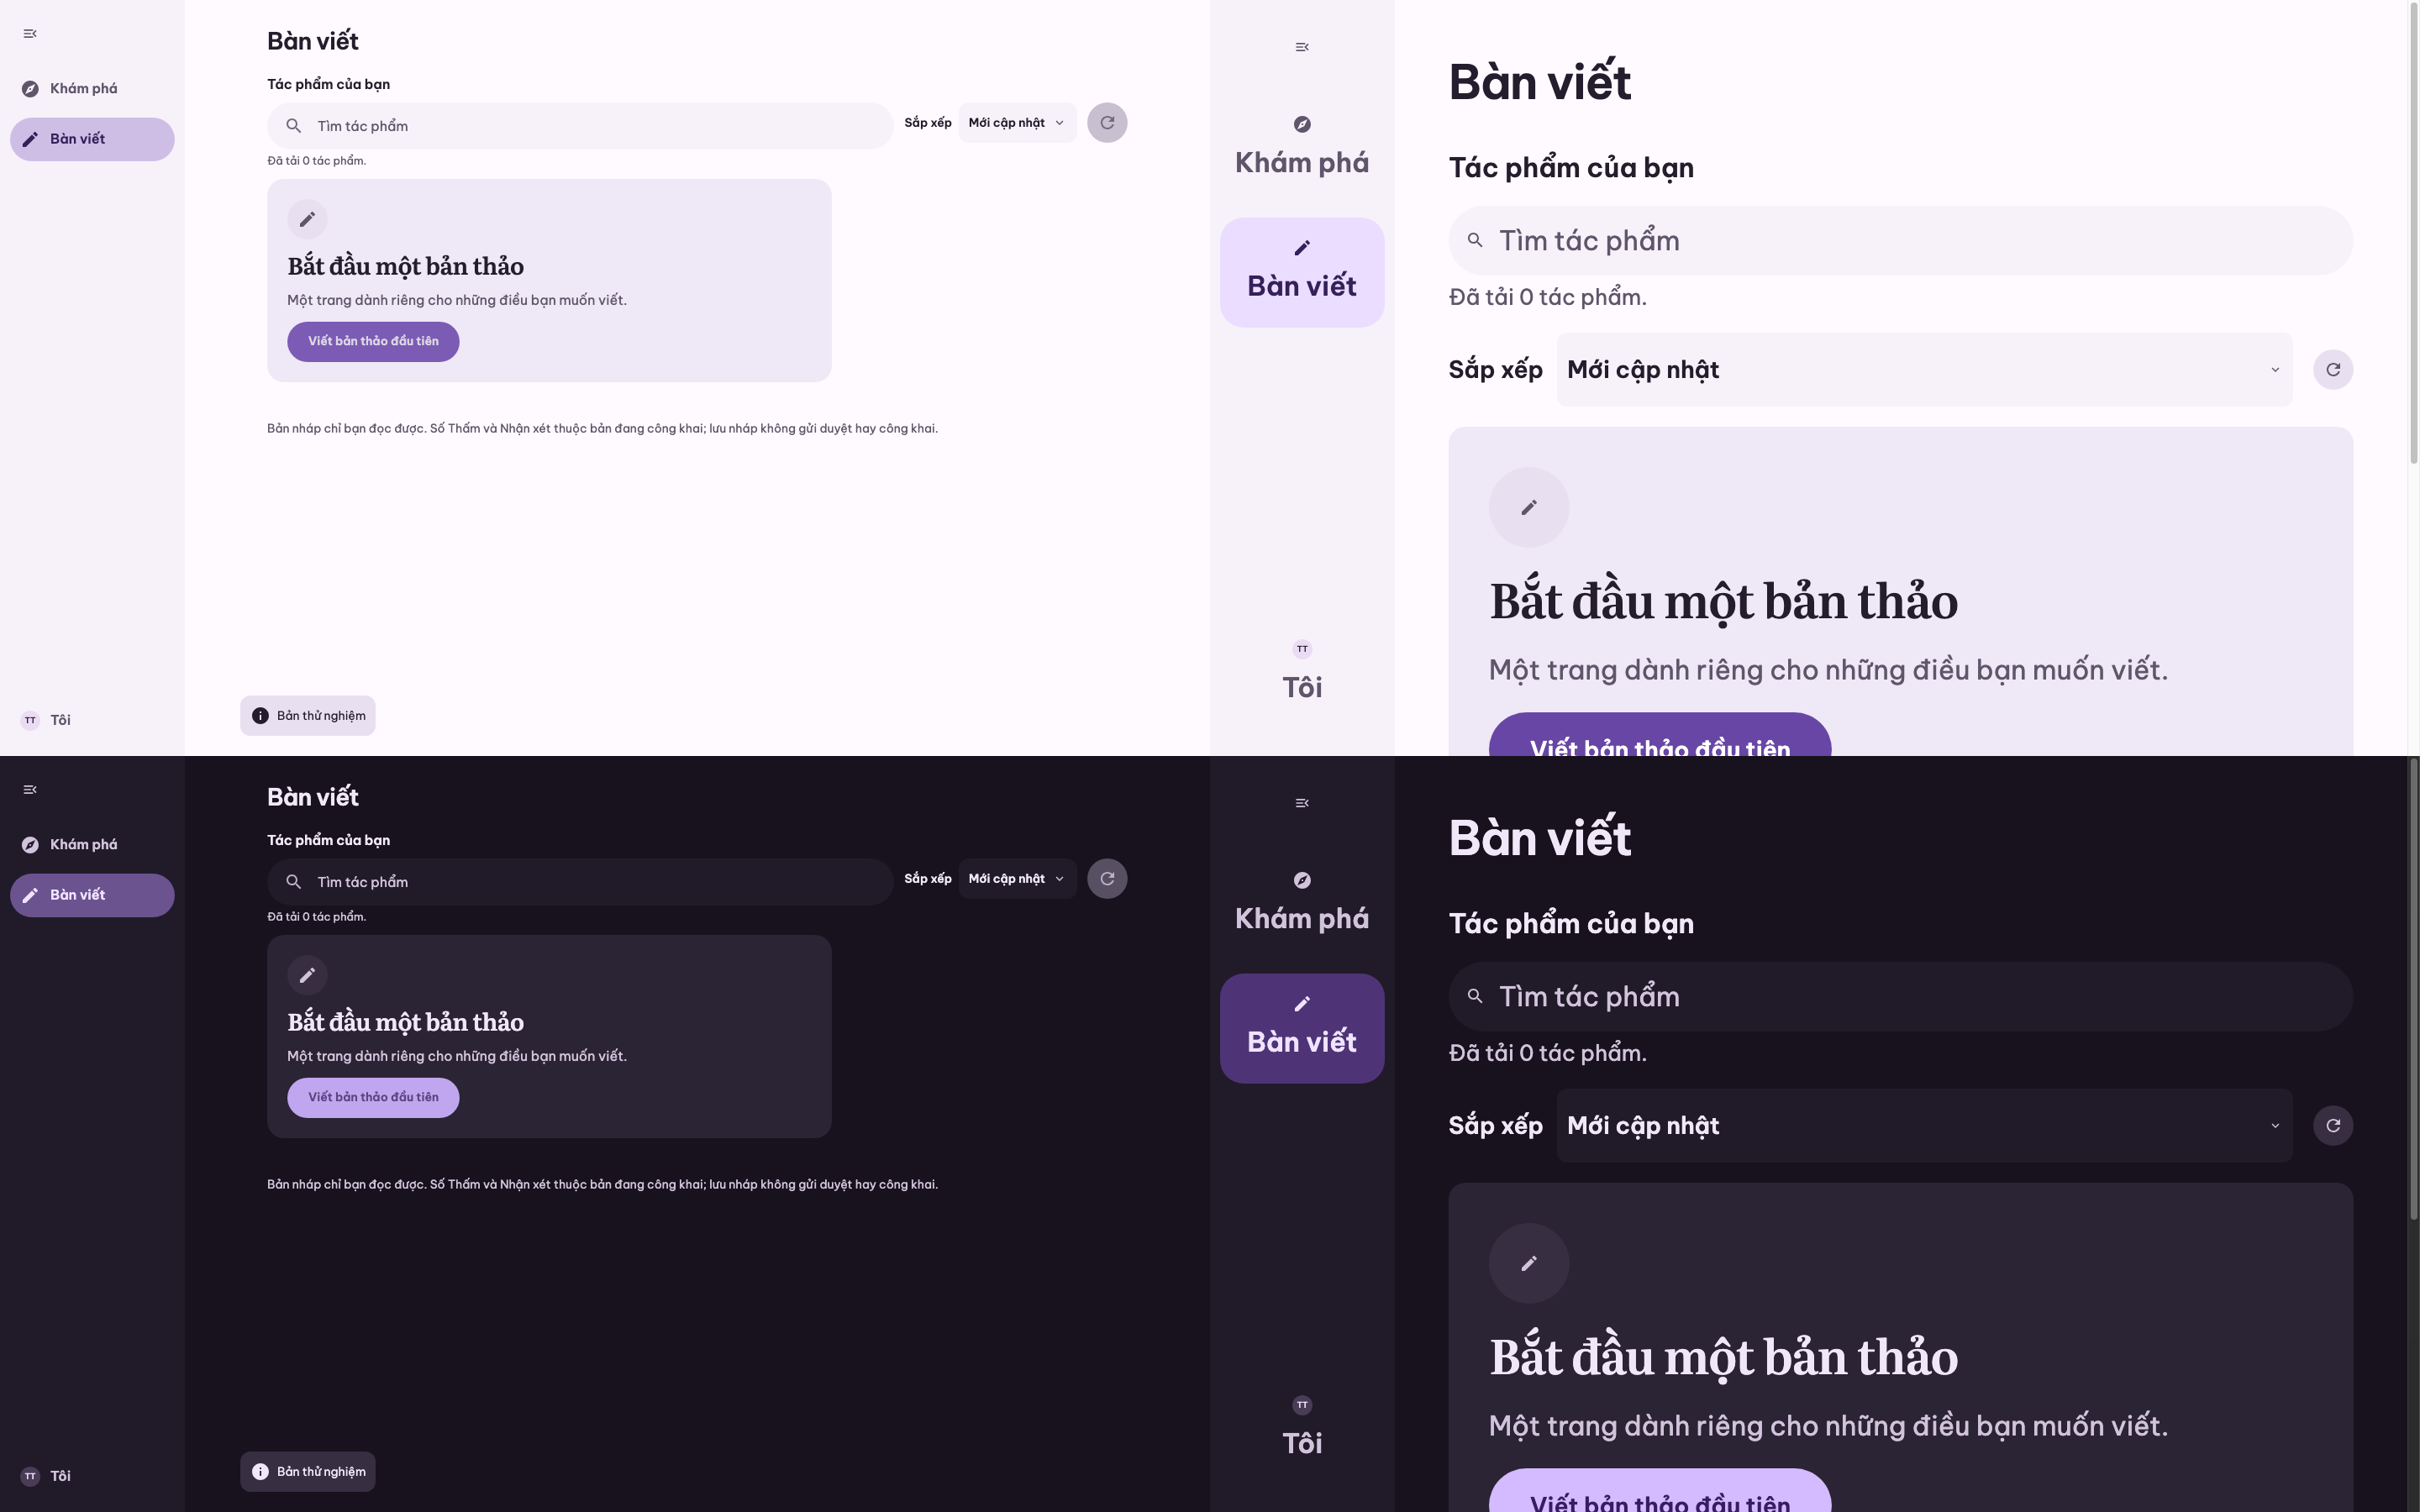 Khám phá
Bàn viết
Tôi
Bàn viết
Tác phẩm của bạn
Tìm tác phẩm
Sắp xếp
Mới cập nhật
Đã tải 0 tác phẩm.
Bắt đầu một bản thảo
Một trang dành riêng cho những điều bạn muốn viết.
Viết bản thảo đầu tiên
Bản nháp chỉ bạn đọc được. Số Thấm và Nhận xét thuộc bản đang công khai; lưu nháp không gửi duyệt hay công khai.
Bản thử nghiệm
TT
Khám phá
Bàn viết
TT
Tôi
Bàn viết
Tác phẩm của bạn
Tìm tác phẩm
Đã tải 0 tác phẩm.
Sắp xếp
Mới cập nhật
Bắt đầu một bản thảo
Một trang dành riêng cho những điều bạn muốn viết.
Viết bản thảo đầu tiên
Khám phá
Bàn viết
TT
Tôi
Bàn viết
Tác phẩm của bạn
Tìm tác phẩm
Sắp xếp
Mới cập nhật
Đã tải 0 tác phẩm.
Bắt đầu một bản thảo
Một trang dành riêng cho những điều bạn muốn viết.
Viết bản thảo đầu tiên
Bản nháp chỉ bạn đọc được. Số Thấm và Nhận xét thuộc bản đang công khai; lưu nháp không gửi duyệt hay công khai.
Bản thử nghiệm
Khám phá
Bàn viết
TT
Tôi
Bàn viết
Tác phẩm của bạn
Tìm tác phẩm
Đã tải 0 tác phẩm.
Sắp xếp
Mới cập nhật
Bắt đầu một bản thảo
Một trang dành riêng cho những điều bạn muốn viết.
Viết bản thảo đầu tiên